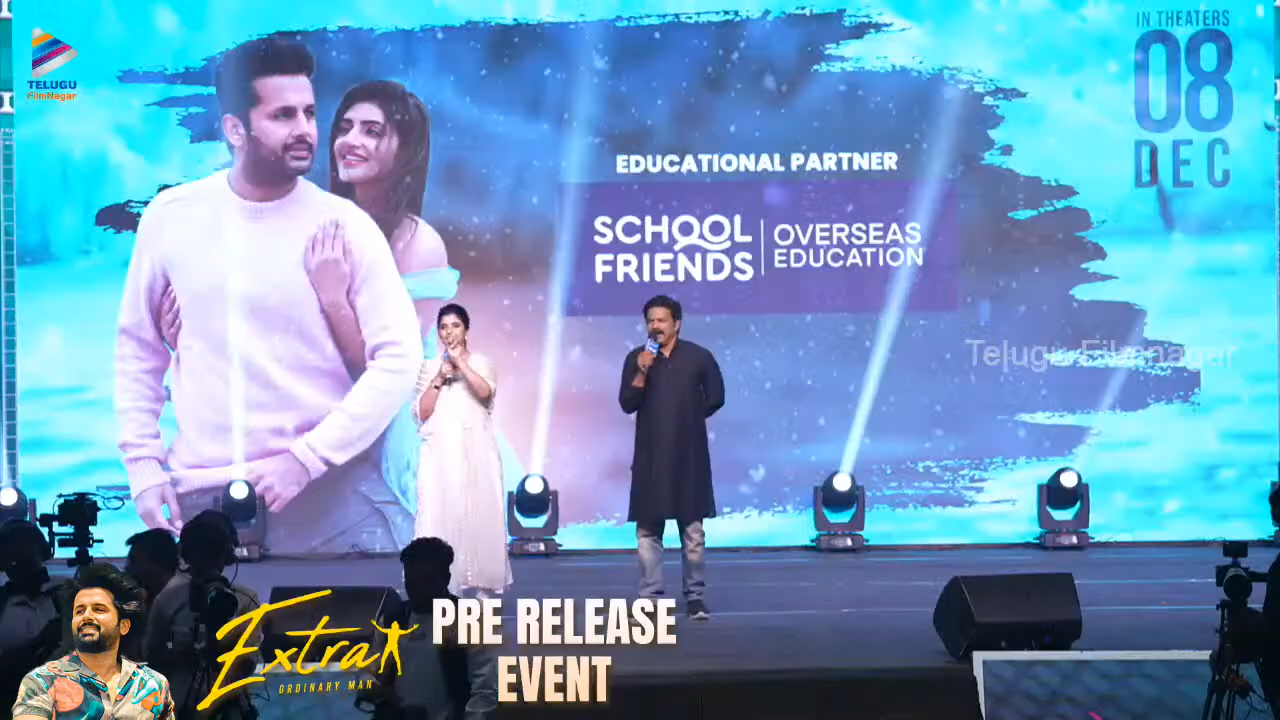 IN THEATERS
08
DEC
TELUGU
FilmNagar
EDUCATIONAL PARTNER
SCHOOL
FRIENDS
OVERSEAS
EDUCATION
Telugu Filmnagar
Extra
ORDINARY MAN
PRE RELEASE
EVENT